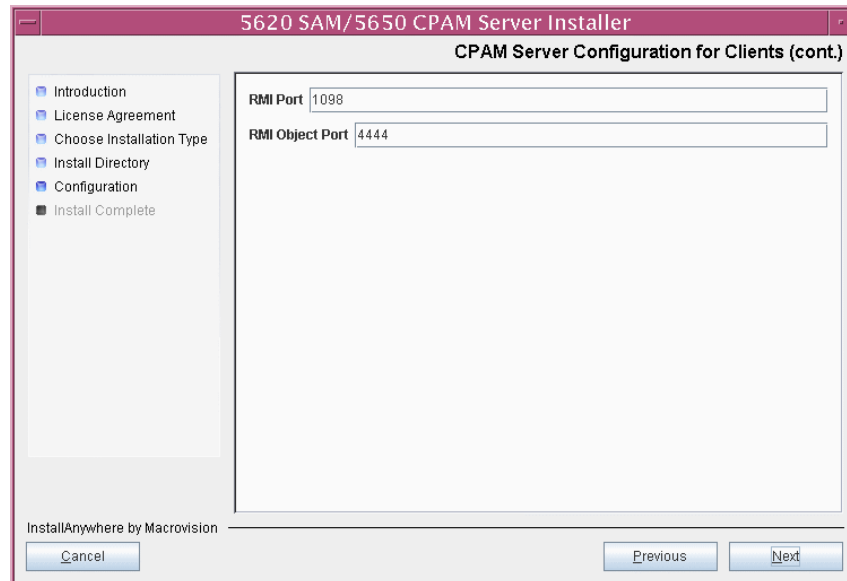 5620 SAM/5650 CPAM Server Installer
CPAM Server Configuration for Clients (cont.)
Introduction
License Agreement
Choose Installation Type
Install Directory
Configuration
Install Complete
RMI Port 1098
RMI Object Port 4444
InstallAnywhere by Macrovision
Cancel
Previous
Next